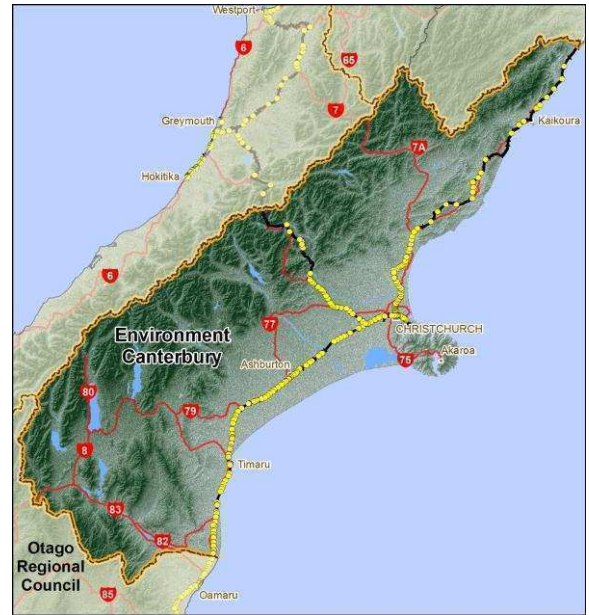 Westport
6
65
7
Greymouth
Kaikoura
7A
Hokitika
6
Environment
Canterbury
77
CHRISTCHURCH
Akaroa
75
Ashburton
80
79
8
Timaru
83
82
Otago
Regional
Council
85
Oamaru